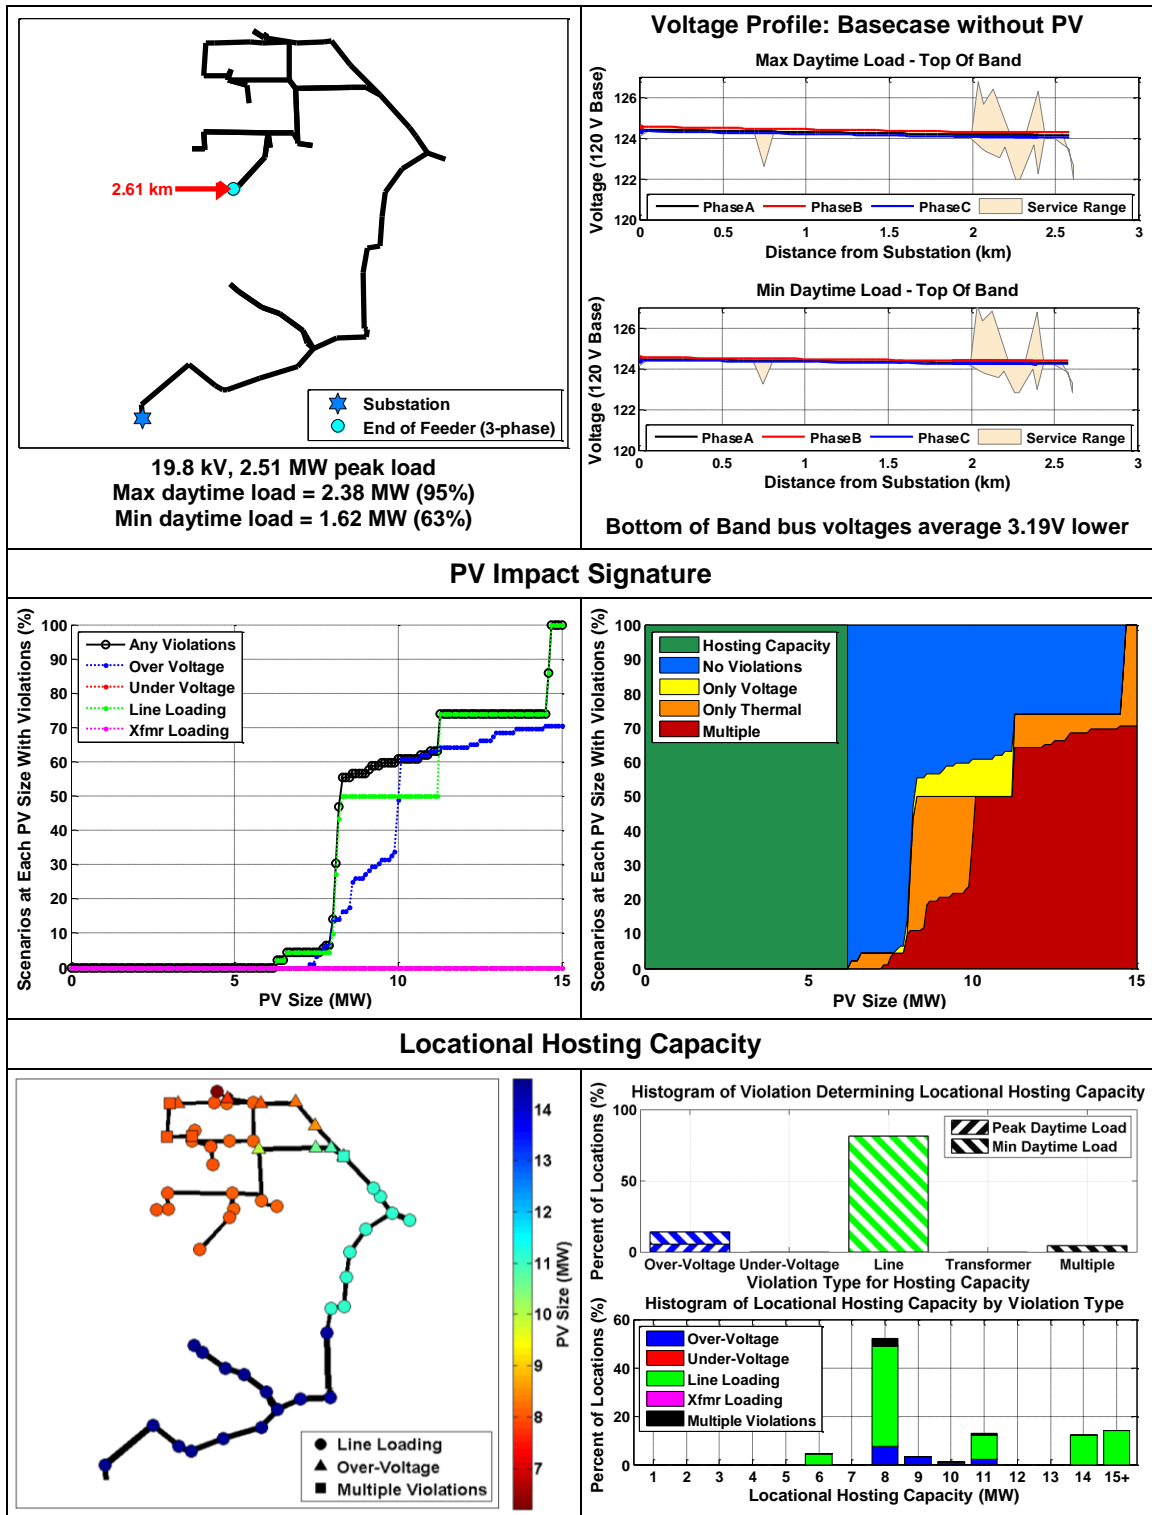 2.61 km
Substation
End of Feeder (3-phase)
19.8 kV, 2.51 MW peak load
Max daytime load = 2.38 MW (95%)
Min daytime load = 1.62 MW (63%)
Voltage Profile: Basecase without PV
Max Daytime Load - Top Of Band
Voltage (120 V Base)
126
124
122
120
PhaseA PhaseB PhaseC Service Range
0 0.5 1 1.5 2 2.5 3
Distance from Substation (km)
Min Daytime Load - Top Of Band
Voltage (120 V Base)
126
124
122
120
PhaseA PhaseB PhaseC Service Range
0 0.5 1 1.5 2 2.5 3
Distance from Substation (km)
Bottom of Band bus voltages average 3.19V lower
PV Impact Signature
Scenarios at Each PV Size With Violations (%)
100
90
80
70
60
50
40
30
20
10
0
Any Violations
Over Voltage
Under Voltage
Line Loading
Xfmr Loading
0 5 10 15
PV Size (MW)
Scenarios at Each PV Size With Violations (%)
100
90
80
70
60
50
40
30
20
10
0
Hosting Capacity
No Violations
Only Voltage
Only Thermal
Multiple
0 5 10 15
PV Size (MW)
Locational Hosting Capacity
Line Loading
Over-Voltage
Multiple Violations
14
13
12
11
10
9
8
7
PV Size (MW)
Histogram of Violation Determining Locational Hosting Capacity
Percent of Locations (%)
100
50
0
Peak Daytime Load
Min Daytime Load
Over-Voltage Under-Voltage Line Transformer Multiple
Violation Type for Hosting Capacity
Histogram of Locational Hosting Capacity by Violation Type
Percent of Locations (%)
60
40
20
0
Over-Voltage
Under-Voltage
Line Loading
Xfmr Loading
Multiple Violations
1 2 3 4 5 6 7 8 9 10 11 12 13 14 15+
Locational Hosting Capacity (MW)